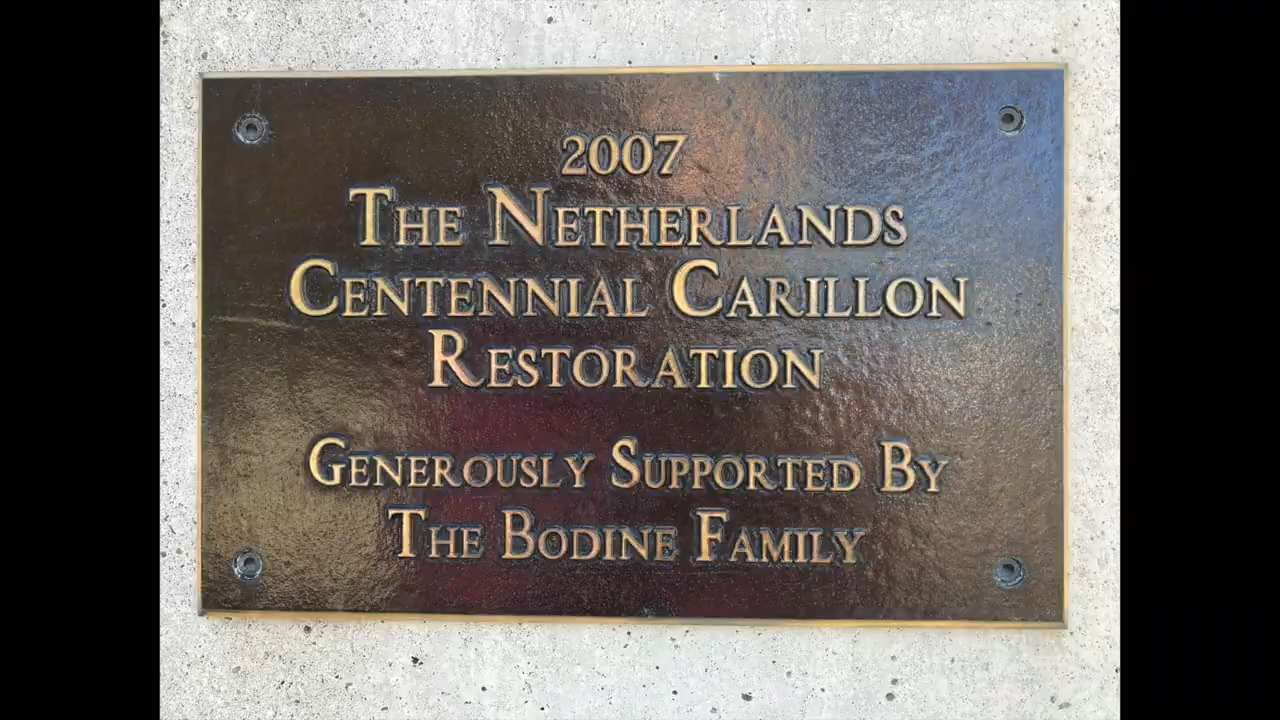 2007
The Netherlands
Centennial Carillon
Restoration
Generously Supported By
The Bodine Family